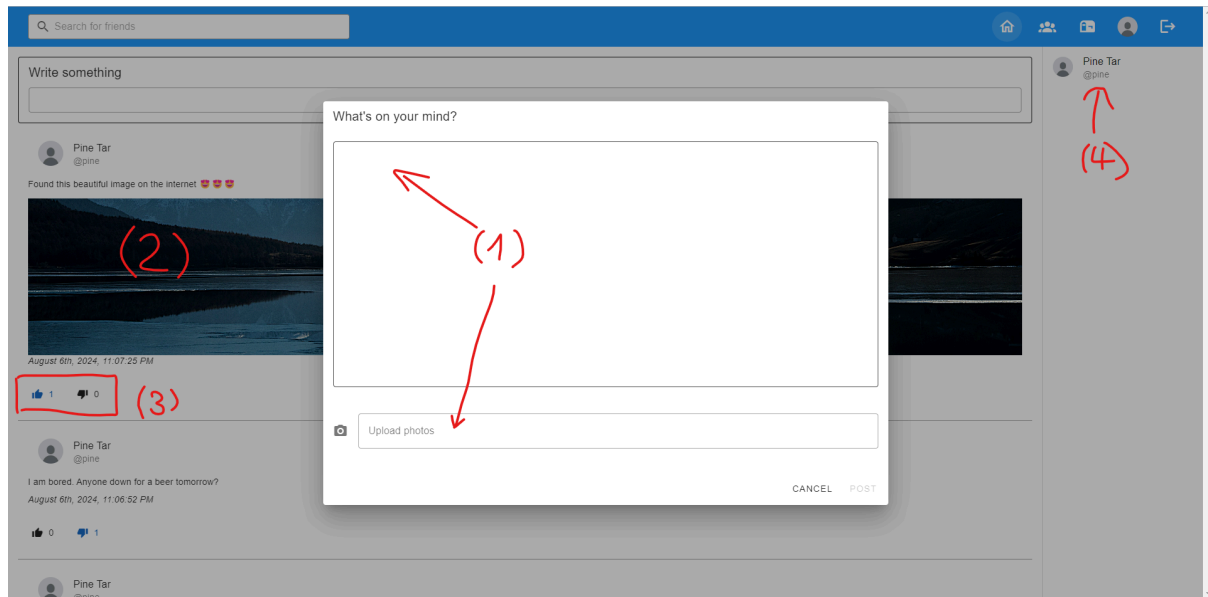 Search for friends
Write something
Pine Tar
@pine
What's on your mind?
(4)
Pine Tar
@pine
Found this beautiful image on the internet 😍 😍 😍
(2)
(1)
August 6th, 2024, 11:07:25 PM
1 0
(3)
Upload photos
Pine Tar
@pine
I am bored. Anyone down for a beer tomorrow?
August 6th, 2024, 11:06:52 PM
CANCEL POST
0 1
Pine Tar
@pine